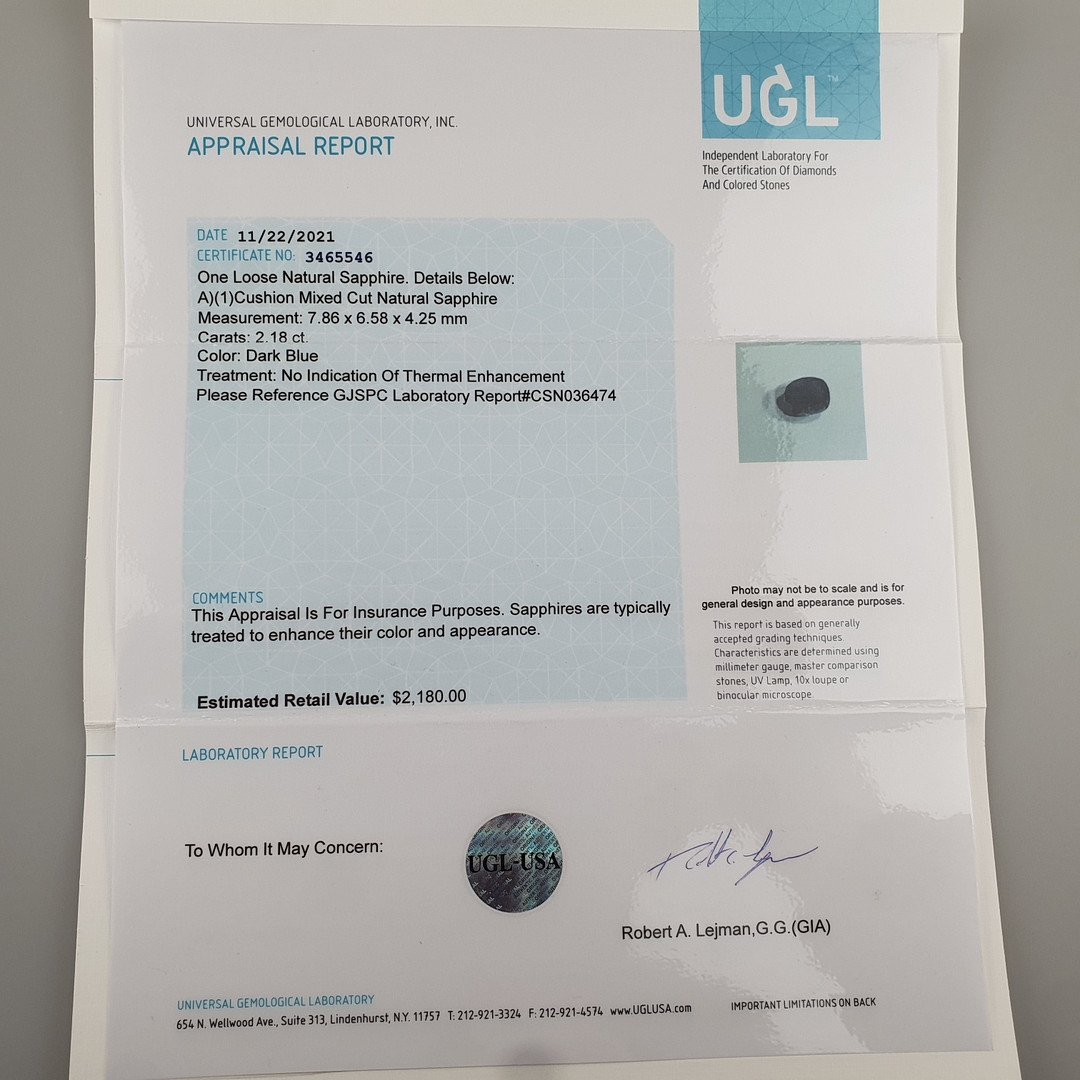 UGL™
UNIVERSAL GEMOLOGICAL LABORATORY, INC.
APPRAISAL REPORT
Independent Laboratory For
The Certification Of Diamonds
And Colored Stones
DATE 11/22/2021
CERTIFICATE NO: 3465546
One Loose Natural Sapphire. Details Below:
A)(1)Cushion Mixed Cut Natural Sapphire
Measurement: 7.86 x 6.58 x 4.25 mm
Carats: 2.18 ct.
Color: Dark Blue
Treatment: No Indication Of Thermal Enhancement
Please Reference GJSPC Laboratory Report#CSN036474
COMMENTS
This Appraisal Is For Insurance Purposes. Sapphires are typically
treated to enhance their color and appearance.
Estimated Retail Value: $2,180.00
Photo may not be to scale and is for
general design and appearance purposes.
This report is based on generally
accepted grading techniques.
Characteristics are determined using
millimeter gauge, master comparison
stones, UV Lamp, 10x loupe or
binocular microscope.
LABORATORY REPORT
To Whom It May Concern:
UGL-USA
Robert A. Lejman,G.G.(GIA)
UNIVERSAL GEMOLOGICAL LABORATORY
654 N. Wellwood Ave., Suite 313, Lindenhurst, N.Y. 11757 T: 212-921-3324 F: 212-921-4574 www.UGLUSA.com
IMPORTANT LIMITATIONS ON BACK